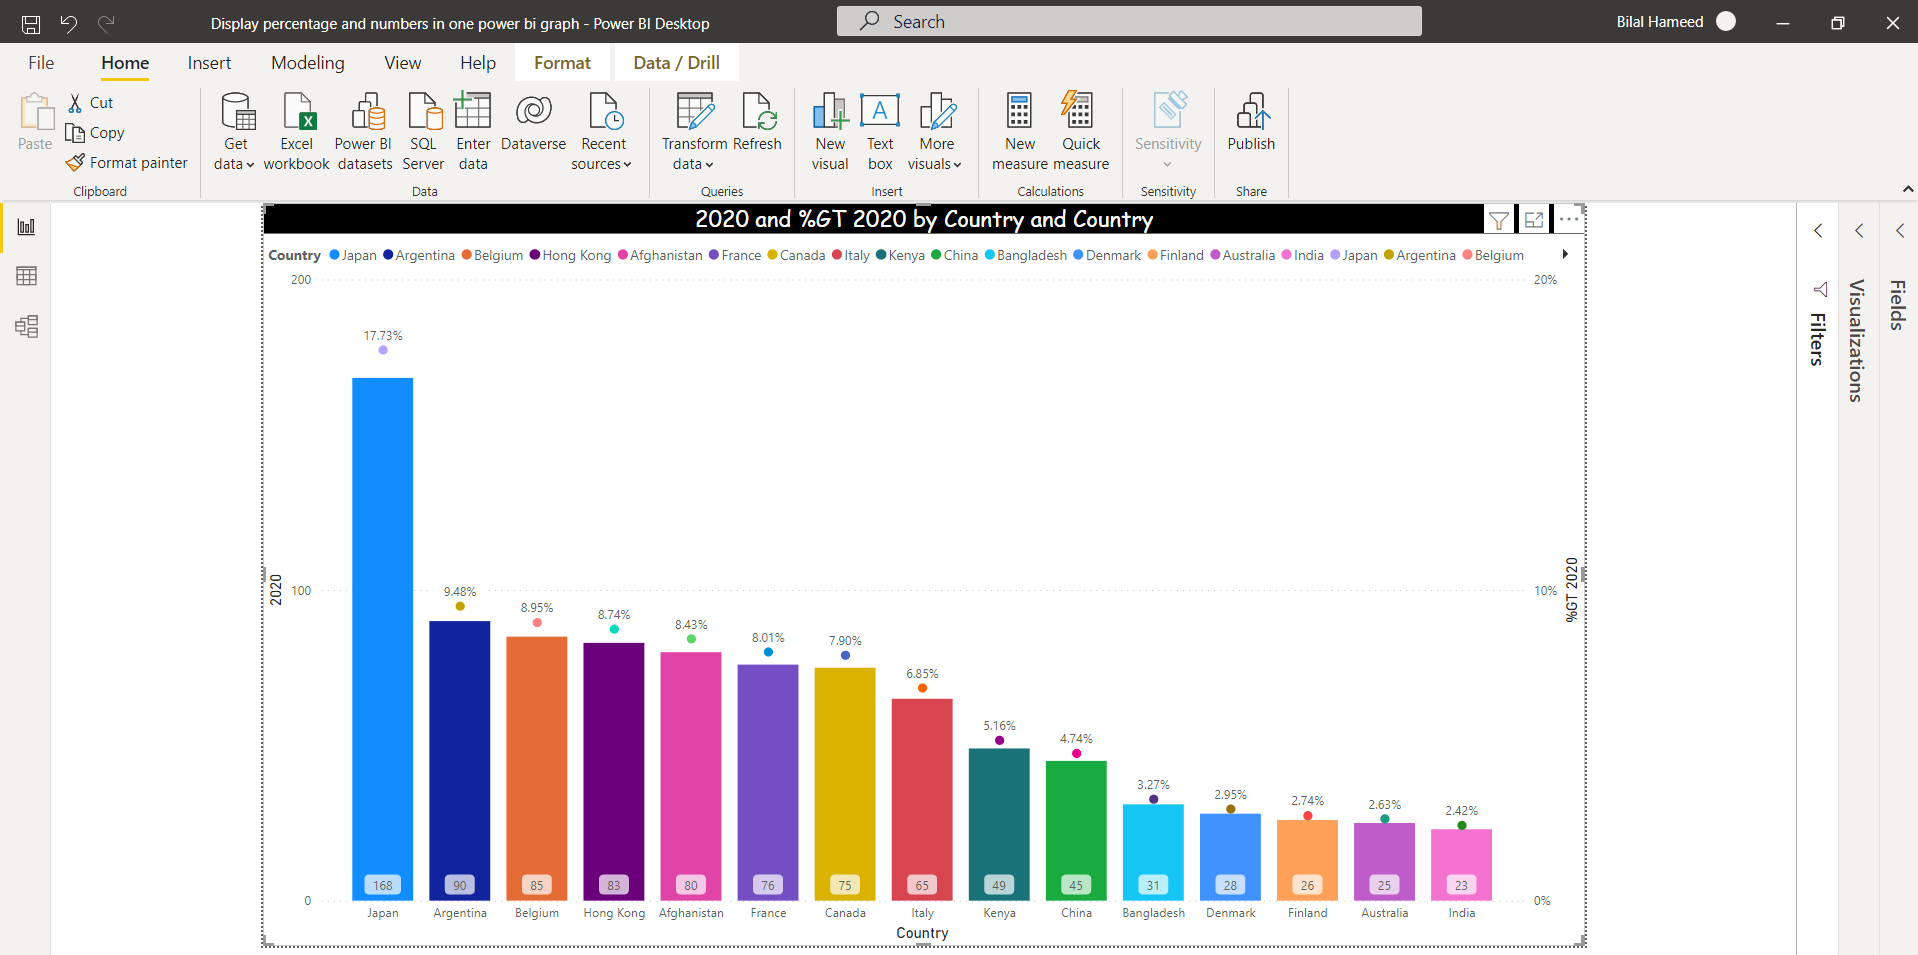 Display percentage and numbers in one power bi graph - Power BI Desktop
Search
Bilal Hameed
File Home Insert Modeling View Help Format Data / Drill
Paste
Cut
Copy
Format painter
Clipboard
Get data
Excel workbook
Power BI datasets
SQL Server
Enter data
Dataverse
Recent sources
Data
Transform data
Refresh
Queries
New visual
A
Text box
More visuals
Insert
New measure
Quick measure
Calculations
Sensitivity
Sensitivity
Publish
Share
2020 and %GT 2020 by Country and Country
Country Japan Argentina Belgium Hong Kong Afghanistan France Canada Italy Kenya China Bangladesh Denmark Finland Australia India Japan Argentina Belgium
200
100
0
2020
20%
10%
0%
%GT 2020
17.73%
9.48%
8.95%
8.74%
8.43%
8.01%
7.90%
6.85%
5.16%
4.74%
3.27%
2.95%
2.74%
2.63%
2.42%
168 90 85 83 80 76 75 65 49 45 31 28 26 25 23
Japan Argentina Belgium Hong Kong Afghanistan France Canada Italy Kenya China Bangladesh Denmark Finland Australia India
Country
Filters
Visualizations
Fields